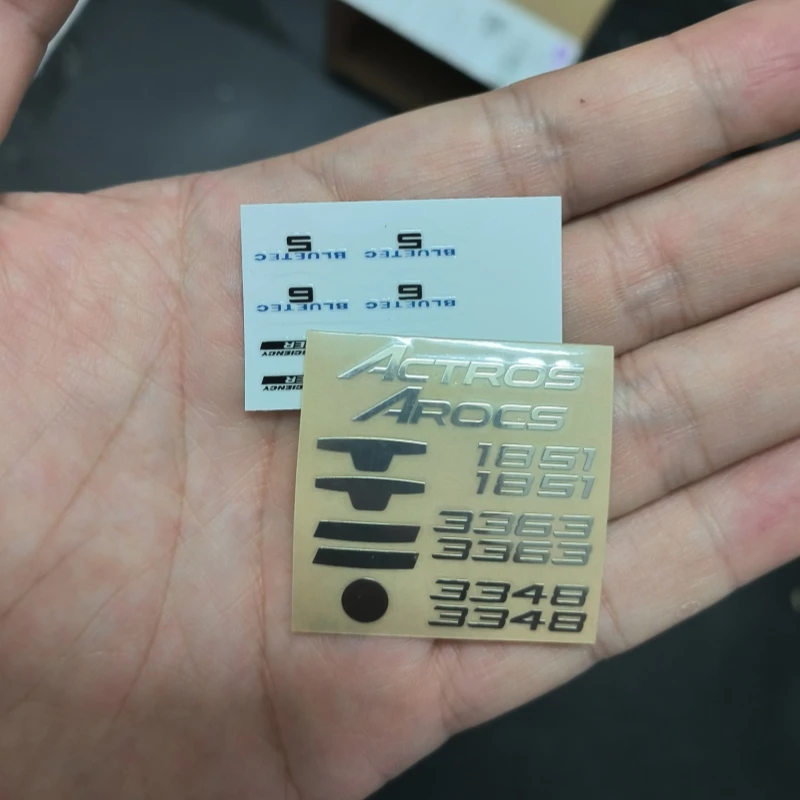 5 5
BLUETEC BLUETEC
6 6
BLUETEC BLUETEC
ACTROS
AROCS
1851
1851
3363
3363
3348
3348